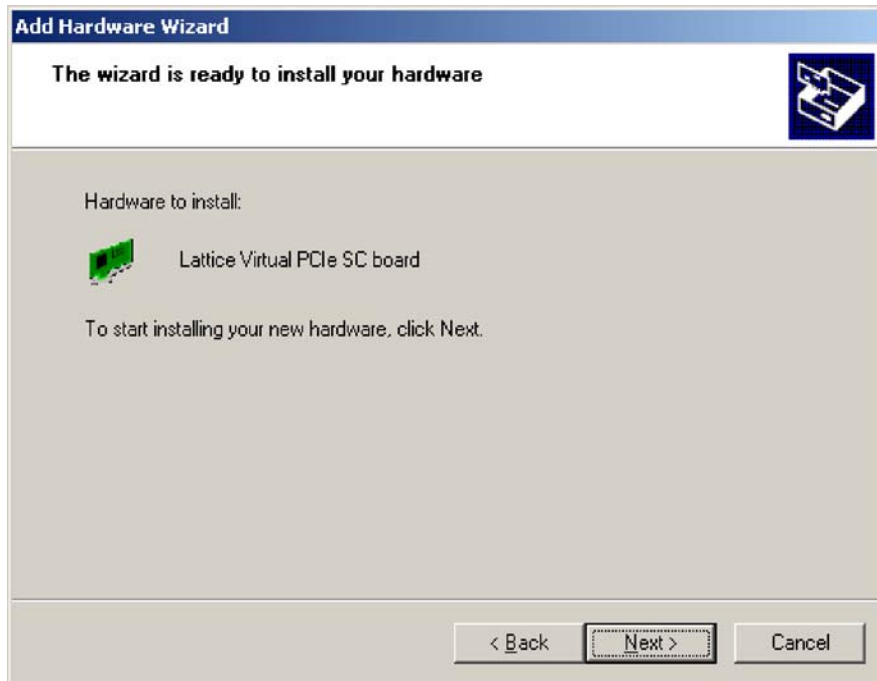 Add Hardware Wizard
The wizard is ready to install your hardware
Hardware to install:
Lattice Virtual PCIe SC board
To start installing your new hardware, click Next.
< Back
Next >
Cancel